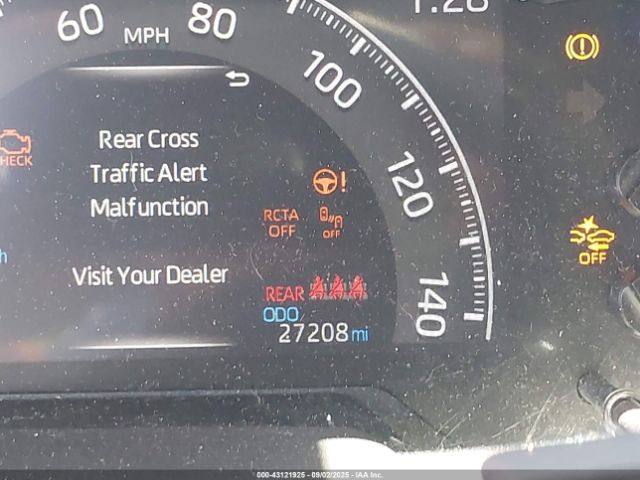 60
80
MPH
100
120
140
CHECK
Rear Cross
Traffic Alert
Malfunction
Visit Your Dealer
RCTA
OFF
OFF
REAR
ODO
27208 mi
OFF
000-43121925 - 09/02/2025 - IAA Inc.